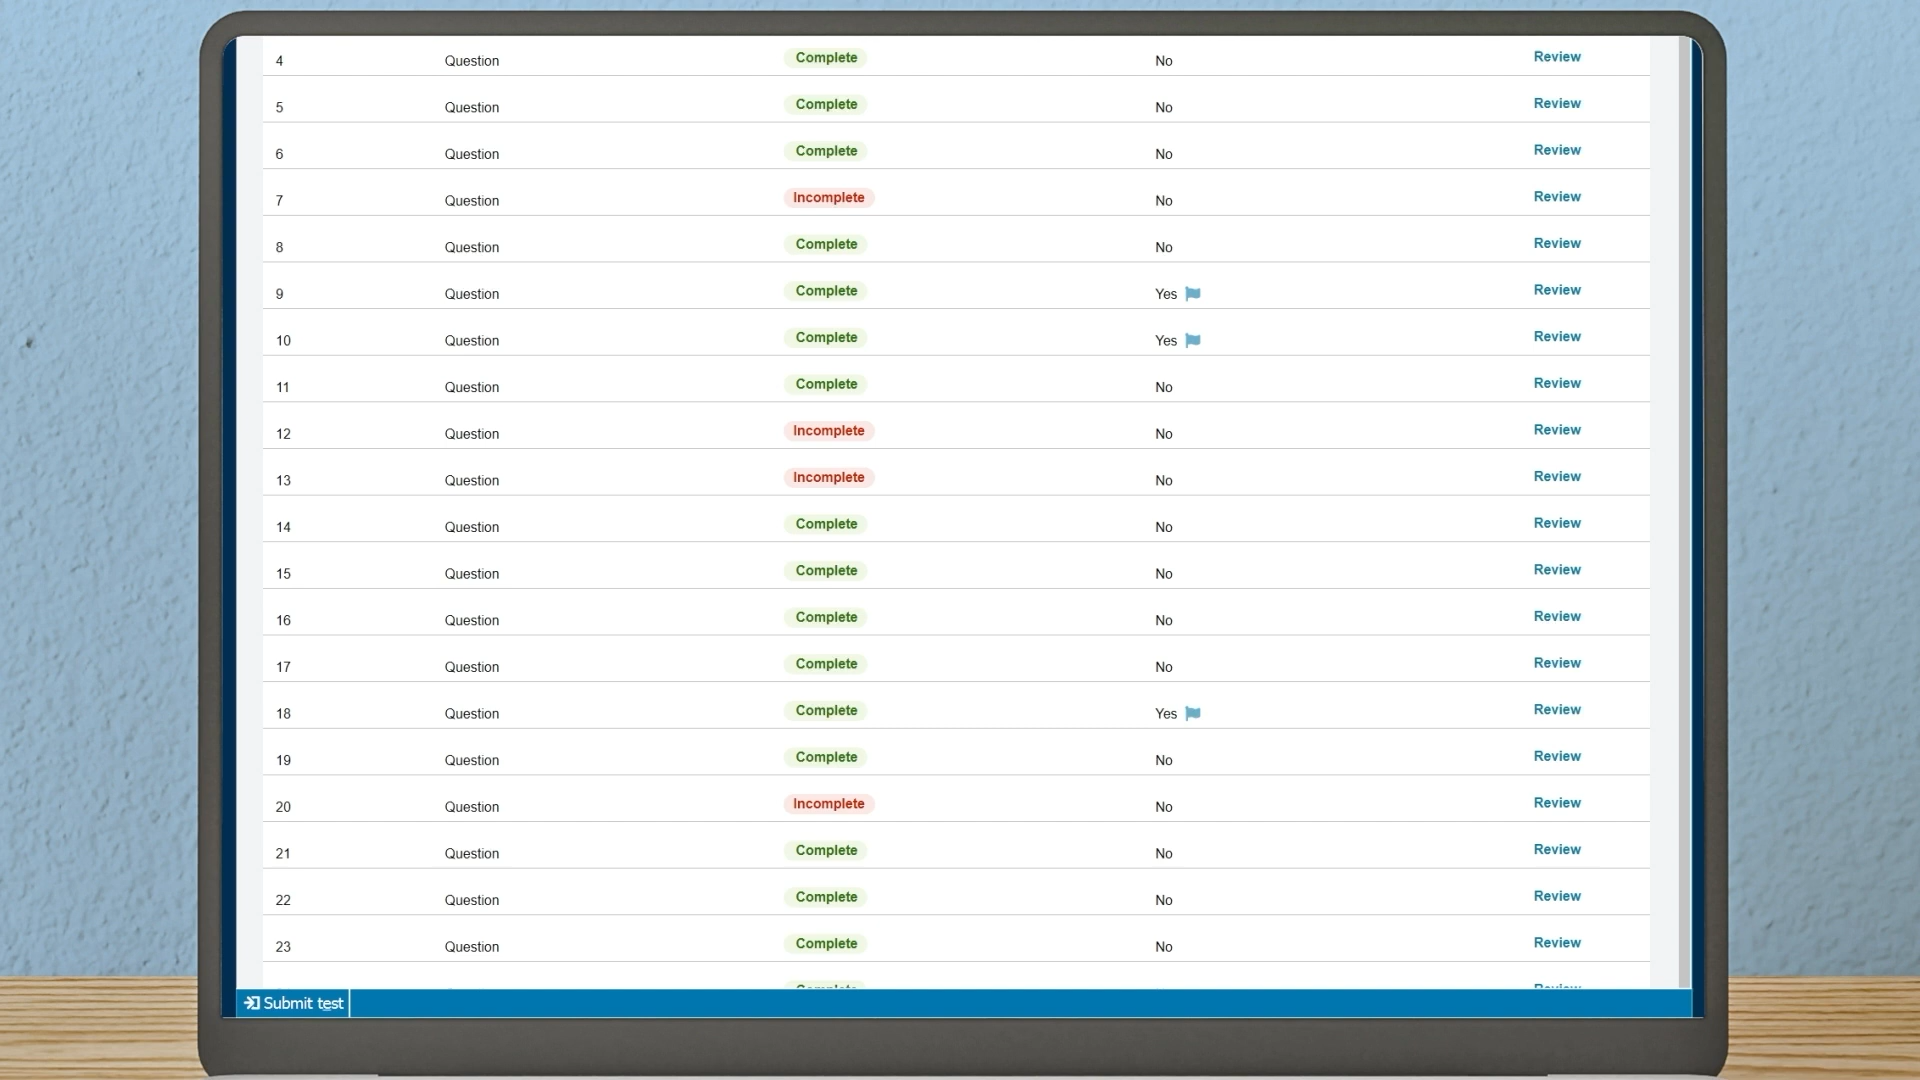 4 Question Complete No Review
5 Question Complete No Review
6 Question Complete No Review
7 Question Incomplete No Review
8 Question Complete No Review
9 Question Complete Yes Review
10 Question Complete Yes Review
11 Question Complete No Review
12 Question Incomplete No Review
13 Question Incomplete No Review
14 Question Complete No Review
15 Question Complete No Review
16 Question Complete No Review
17 Question Complete No Review
18 Question Complete Yes Review
19 Question Complete No Review
20 Question Incomplete No Review
21 Question Complete No Review
22 Question Complete No Review
23 Question Complete No Review
Complete Review
Submit test